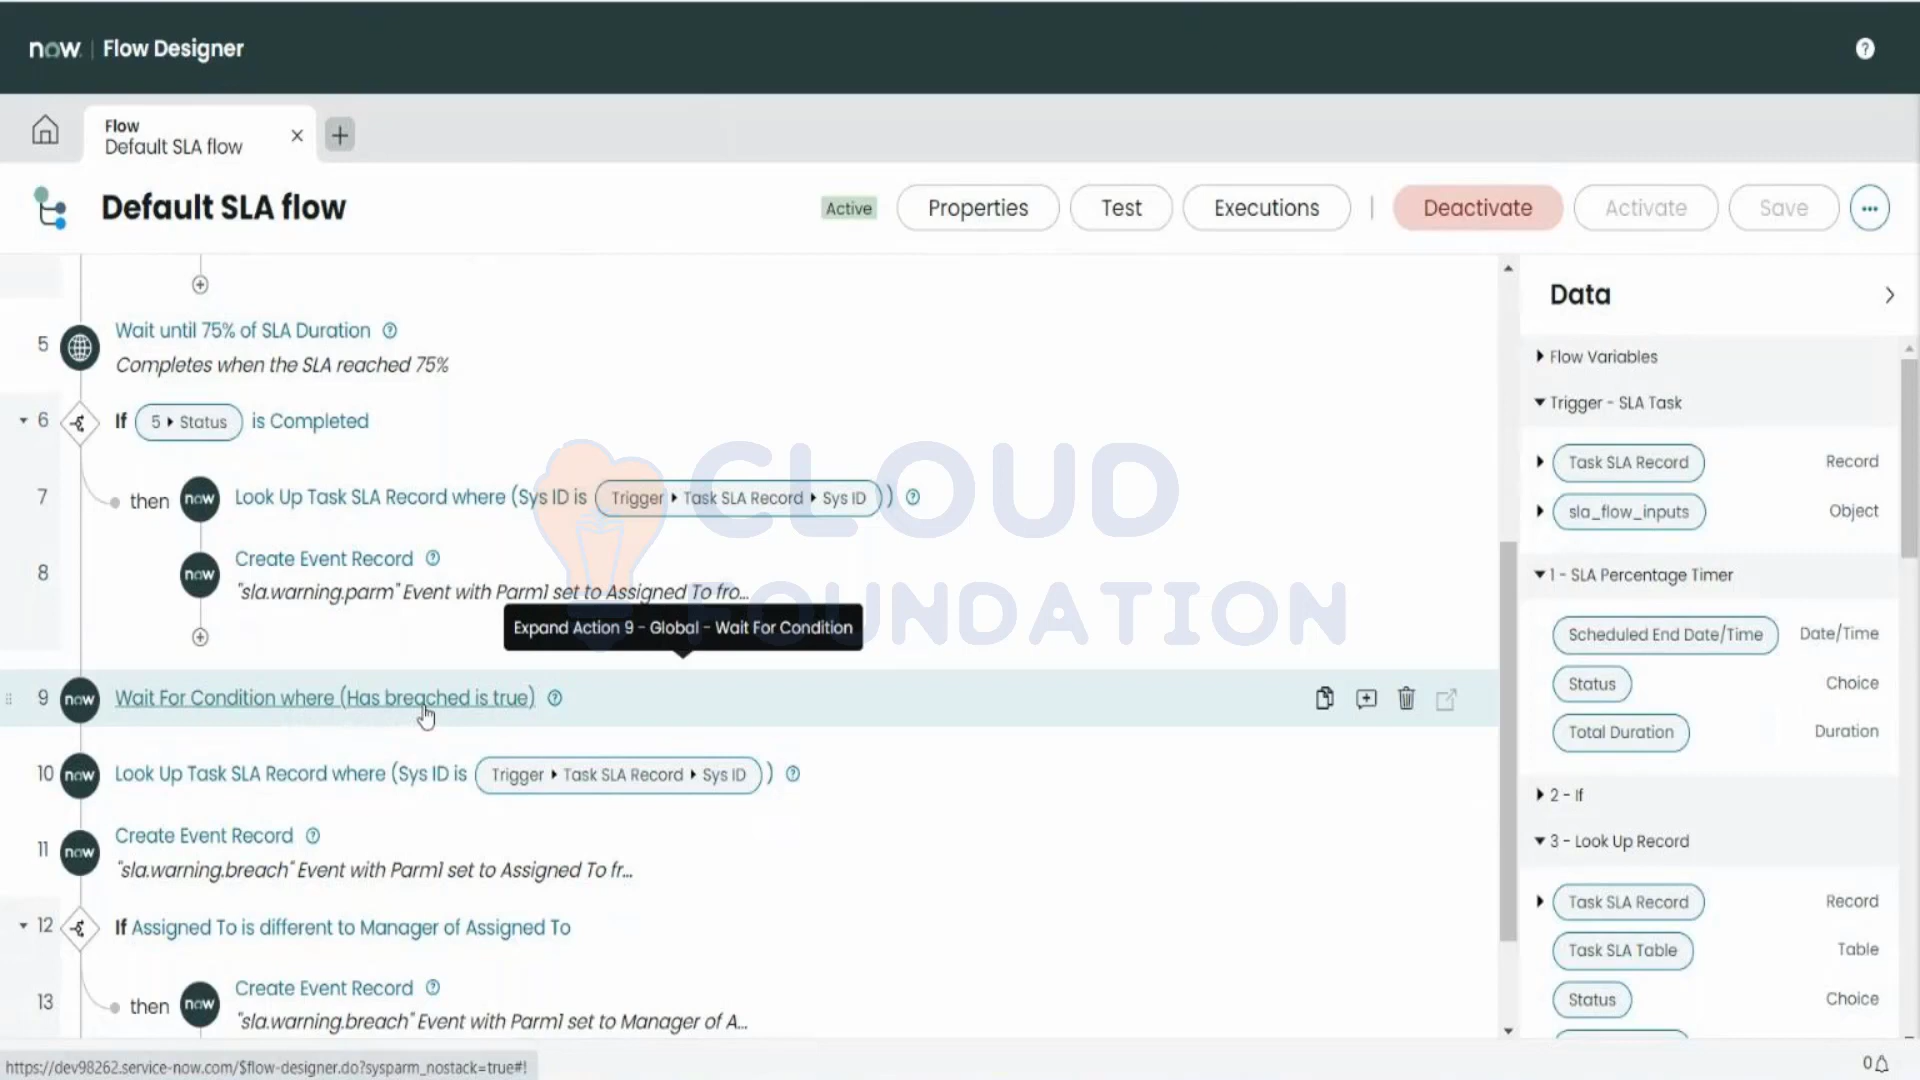 now. | Flow Designer
?
Flow
Default SLA flow
Default SLA flow
Active
Properties
Test
Executions
Deactivate
Activate
Save
5
Wait until 75% of SLA Duration
Completes when the SLA reached 75%
6
If 5 ▸ Status is Completed
7
then now Look Up Task SLA Record where (Sys ID is Trigger ▸ Task SLA Record ▸ Sys ID ) )
8
now Create Event Record
"sla.warning.parm" Event with Parm1 set to Assigned To fro...
Expand Action 9 - Global - Wait For Condition
9 now Wait For Condition where (Has breached is true)
10 now Look Up Task SLA Record where (Sys ID is Trigger ▸ Task SLA Record ▸ Sys ID )
11 now Create Event Record
"sla.warning.breach" Event with Parm1 set to Assigned To fr...
12 If Assigned To is different to Manager of Assigned To
13 then now Create Event Record
"sla.warning.breach" Event with Parm1 set to Manager of A...
CLOUD
FOUNDATION
Data
Flow Variables
Trigger - SLA Task
Task SLA Record Record
sla_flow_inputs Object
1 - SLA Percentage Timer
Scheduled End Date/Time Date/Time
Status Choice
Total Duration Duration
2 - If
3 - Look Up Record
Task SLA Record Record
Task SLA Table Table
Status Choice
https://dev98262.service-now.com/$flow-designer.do?sysparm_nostack=true#!
0